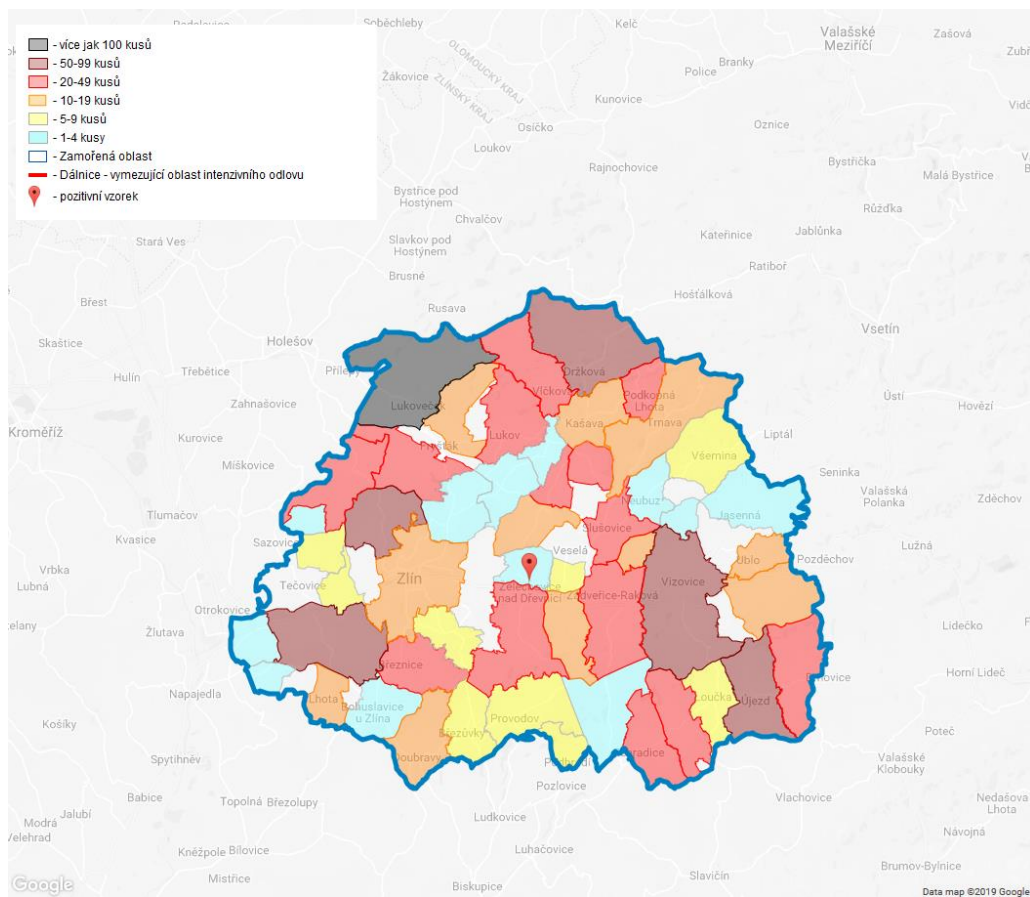 - více jak 100 kusů
- 50-99 kusů
- 20-49 kusů
- 10-19 kusů
- 5-9 kusů
- 1-4 kusy
- Zamořená oblast
- Dálnice - vymezující oblast intenzivního odlovu
- pozitivní vzorek
Soběchleby
Kelč
Valašské
Meziříčí
Zašová
OLOMOUCKÝ KRAJ
ZLÍNSKÝ KRAJ
Žákovice
Police
Branky
Kunovice
Osíčko
Loukov
Oznice
Rajnochovice
Bystřička
Malá Bystřice
Bystřice pod
Hostýnem
Chvalčov
Růžďka
Slavkov pod
Hostýnem
Kateřinice
Jablůnka
Stará Ves
Brusné
Ratiboř
Břest
Rusava
Hošťálková
Skaštice
Holešov
Vsetín
Hulín
Třebětice
Přílepy
Držková
Zahnašovice
Lukoveček
Vlčková
Podkopná
Lhota
Ústí
Hovězí
Kroměříž
Kurovice
Lukov
Kašava
Trnava
Liptál
Míškovice
Fryšták
Všemina
Seninka
Zděchov
Valašská
Polanka
Tlumačov
Neubuz
Jasenná
Kvasice
Sazovice
Slušovice
Lužná
Veselá
Ublo
Pozděchov
Vrbka
Lubná
Tečovice
Zlín
Želechovice
nad Dřevnicí
Zádveřice-Raková
Vizovice
Otrokovice
Žlutava
Lidečko
Březnice
Horní Lideč
Napajedla
Lhota
Bohuslavice
u Zlína
Loučka
Újezd
Košíky
Provodov
Březůvky
Poteč
Spytihněv
Doubravy
Valašské
Klobouky
Pozlovice
Babice
Topolná
Březolupy
Vlachovice
Nedašova
Lhota
Modrá
Jalubí
Velehrad
Ludkovice
Návojná
Kněžpole
Bílovice
Luhačovice
Mistřice
Slavičín
Brumov-Bylnice
Biskupice
Google
Data map ©2019 Google